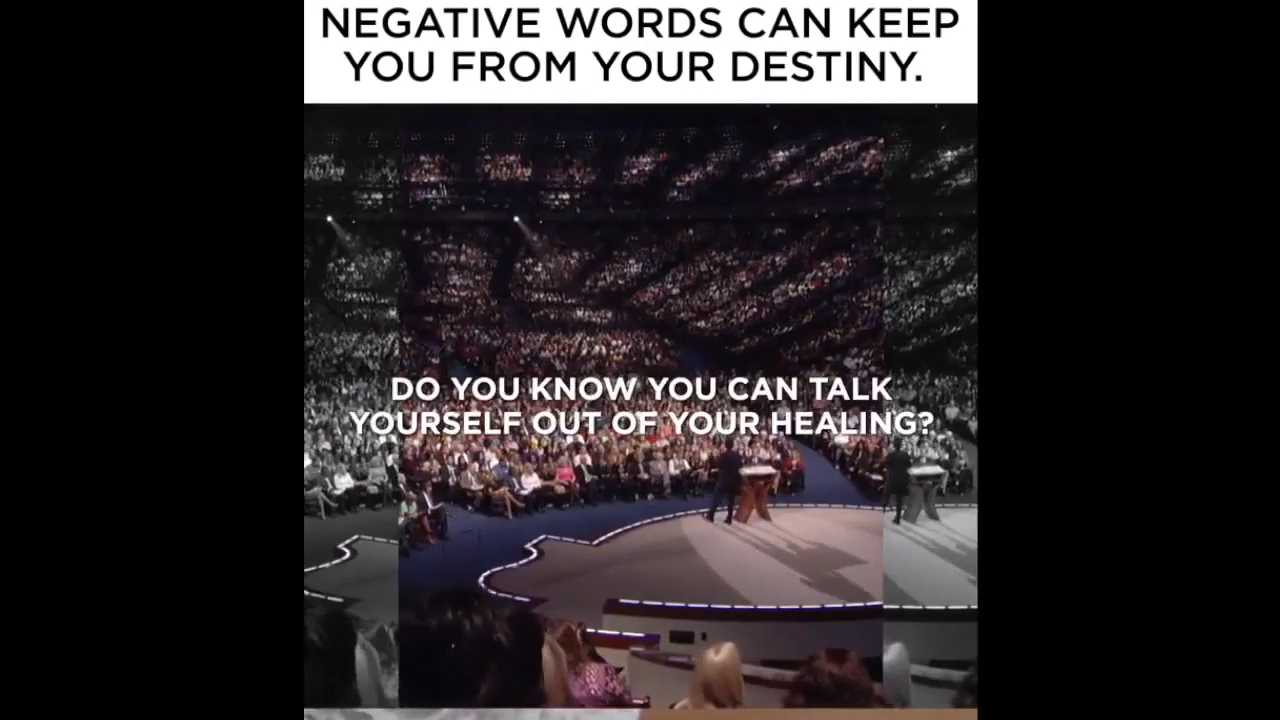 NEGATIVE WORDS CAN KEEP
YOU FROM YOUR DESTINY.
DO YOU KNOW YOU CAN TALK
YOURSELF OUT OF YOUR HEALING?